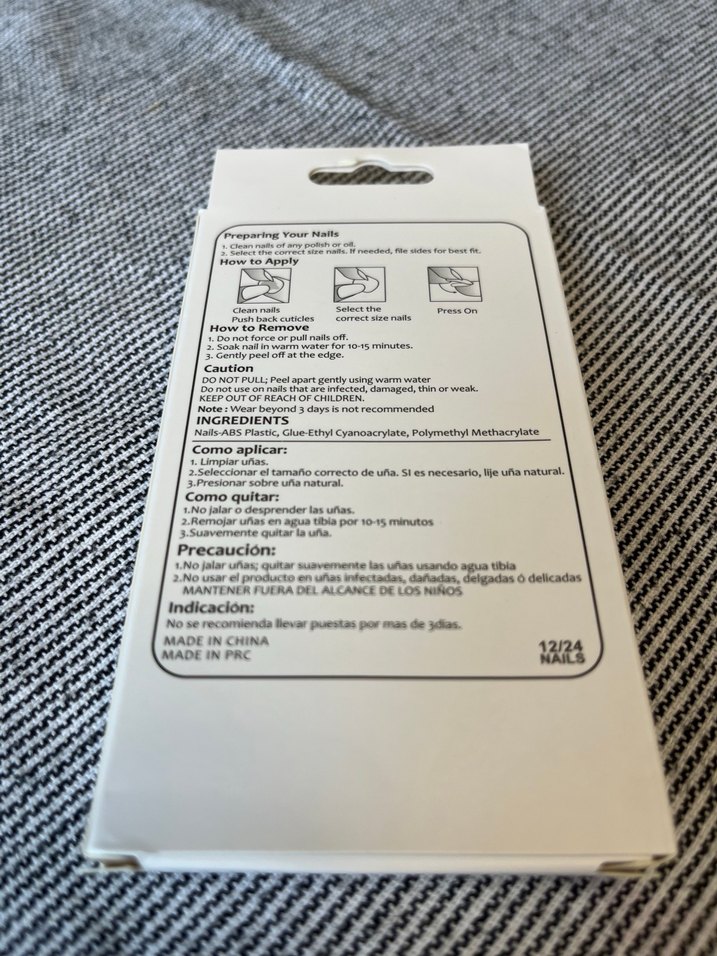 Preparing Your Nails
1. Clean nails of any polish or oil.
2. Select the correct size nails. If needed, file sides for best fit.
How to Apply
Clean nails
Push back cuticles
Select the
correct size nails
Press On
How to Remove
1. Do not force or pull nails off.
2. Soak nail in warm water for 10-15 minutes.
3. Gently peel off at the edge.
Caution
DO NOT PULL; Peel apart gently using warm water
Do not use on nails that are infected, damaged, thin or weak.
KEEP OUT OF REACH OF CHILDREN.
Note : Wear beyond 3 days is not recommended
INGREDIENTS
Nails-ABS Plastic, Glue-Ethyl Cyanoacrylate, Polymethyl Methacrylate
Como aplicar:
1. Limpiar uñas.
2.Seleccionar el tamaño correcto de uña. SI es necesario, lije uña natural.
3.Presionar sobre uña natural.
Como quitar:
1.No jalar o desprender las uñas.
2.Remojar uñas en agua tibia por 10-15 minutos
3.Suavemente quitar la uña.
Precaución:
1.No jalar uñas; quitar suavemente las uñas usando agua tibia
2.No usar el producto en uñas infectadas, dañadas, delgadas ó delicadas
MANTENER FUERA DEL ALCANCE DE LOS NIÑOS
Indicación:
No se recomienda llevar puestas por mas de 3dias.
MADE IN CHINA
MADE IN PRC
12/24
NAILS